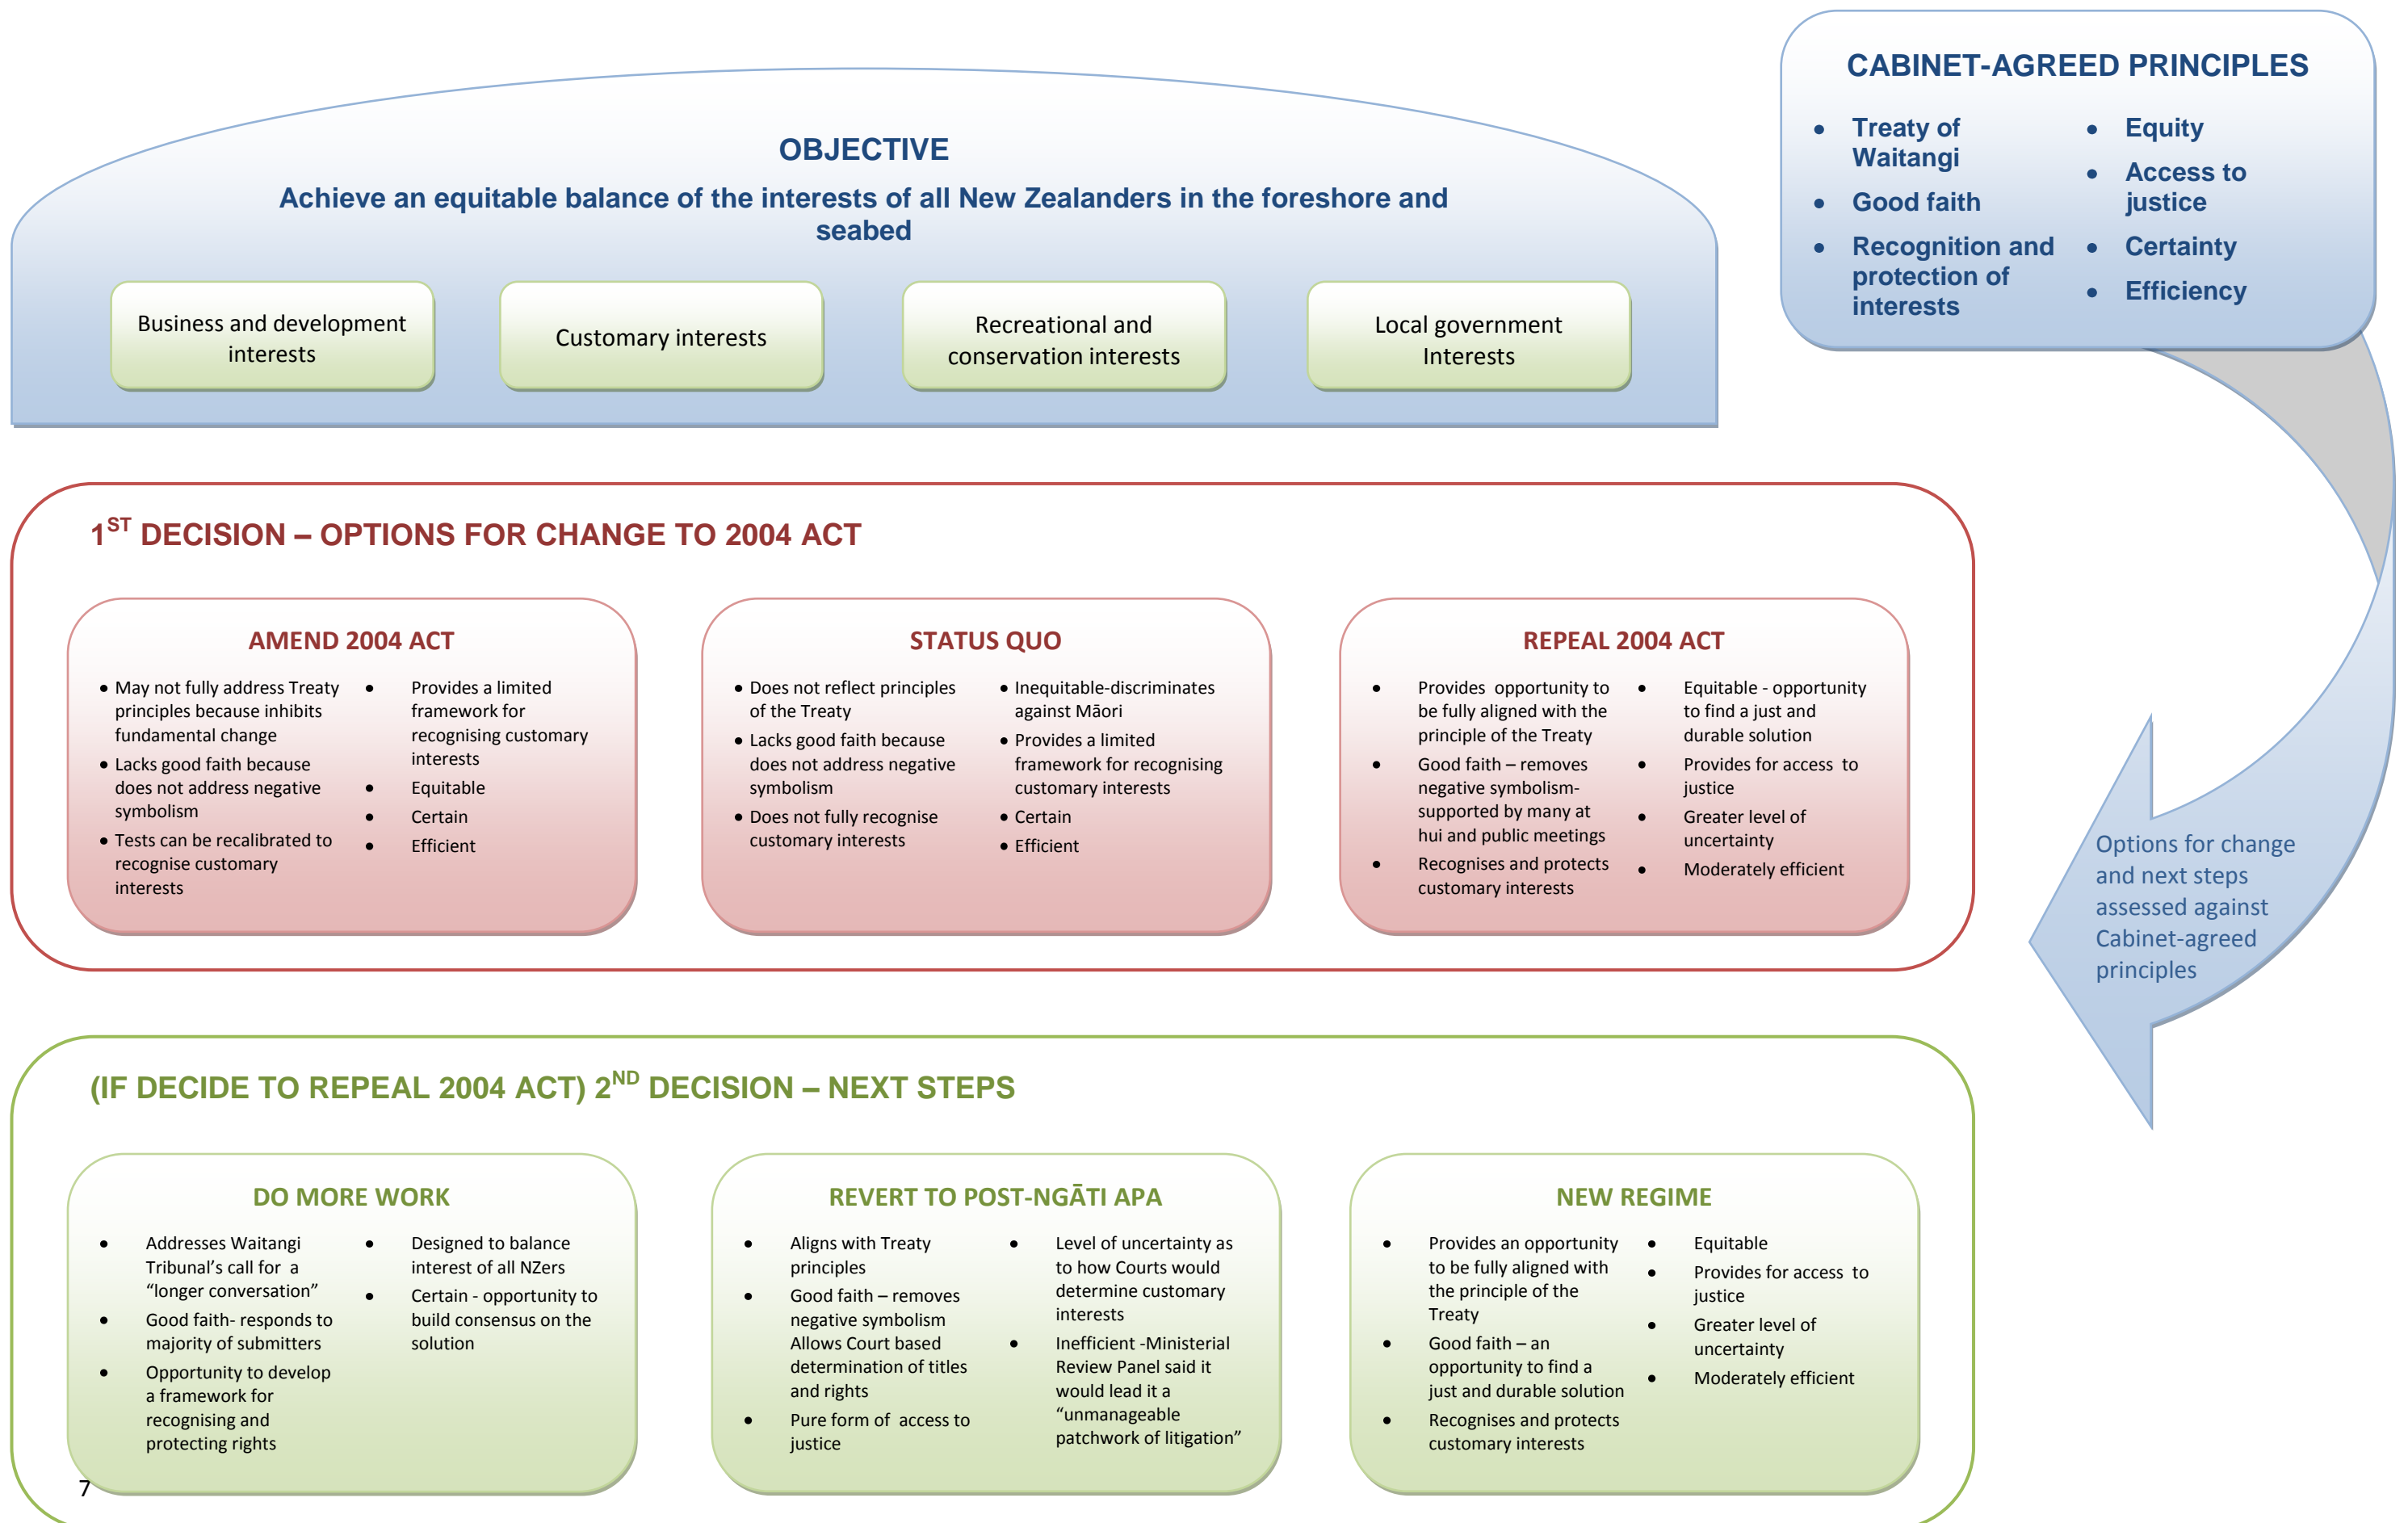 CABINET-AGREED PRINCIPLES
• Treaty of
Waitangi
• Good faith
• Recognition and
protection of
interests
• Equity
• Access to
justice
• Certainty
• Efficiency
OBJECTIVE
Achieve an equitable balance of the interests of all New Zealanders in the foreshore and
seabed
Business and development
interests
Customary interests
Recreational and
conservation interests
Local government
Interests
1ST DECISION – OPTIONS FOR CHANGE TO 2004 ACT
AMEND 2004 ACT
• May not fully address Treaty
principles because inhibits
fundamental change
• Lacks good faith because
does not address negative
symbolism
• Tests can be recalibrated to
recognise customary
interests
• Provides a limited
framework for
recognising customary
interests
• Equitable
• Certain
• Efficient
STATUS QUO
• Does not reflect principles
of the Treaty
• Lacks good faith because
does not address negative
symbolism
• Does not fully recognise
customary interests
• Inequitable-discriminates
against Māori
• Provides a limited
framework for recognising
customary interests
• Certain
• Efficient
REPEAL 2004 ACT
• Provides opportunity to
be fully aligned with the
principle of the Treaty
• Good faith – removes
negative symbolism-
supported by many at
hui and public meetings
• Recognises and protects
customary interests
• Equitable - opportunity
to find a just and
durable solution
• Provides for access to
justice
• Greater level of
uncertainty
• Moderately efficient
Options for change
and next steps
assessed against
Cabinet-agreed
principles
(IF DECIDE TO REPEAL 2004 ACT) 2ND DECISION – NEXT STEPS
DO MORE WORK
• Addresses Waitangi
Tribunal's call for a
“longer conversation”
• Good faith- responds to
majority of submitters
• Opportunity to develop
a framework for
recognising and
protecting rights
• Designed to balance
interest of all NZers
• Certain - opportunity to
build consensus on the
solution
REVERT TO POST-NGĀTI APA
• Aligns with Treaty
principles
• Good faith – removes
negative symbolism
Allows Court based
determination of titles
and rights
• Pure form of access to
justice
• Level of uncertainty as
to how Courts would
determine customary
interests
• Inefficient -Ministerial
Review Panel said it
would lead it a
“unmanageable
patchwork of litigation”
NEW REGIME
• Provides an opportunity
to be fully aligned with
the principle of the
Treaty
• Good faith – an
opportunity to find a
just and durable solution
• Recognises and protects
customary interests
• Equitable
• Provides for access to
justice
• Greater level of
uncertainty
• Moderately efficient
7